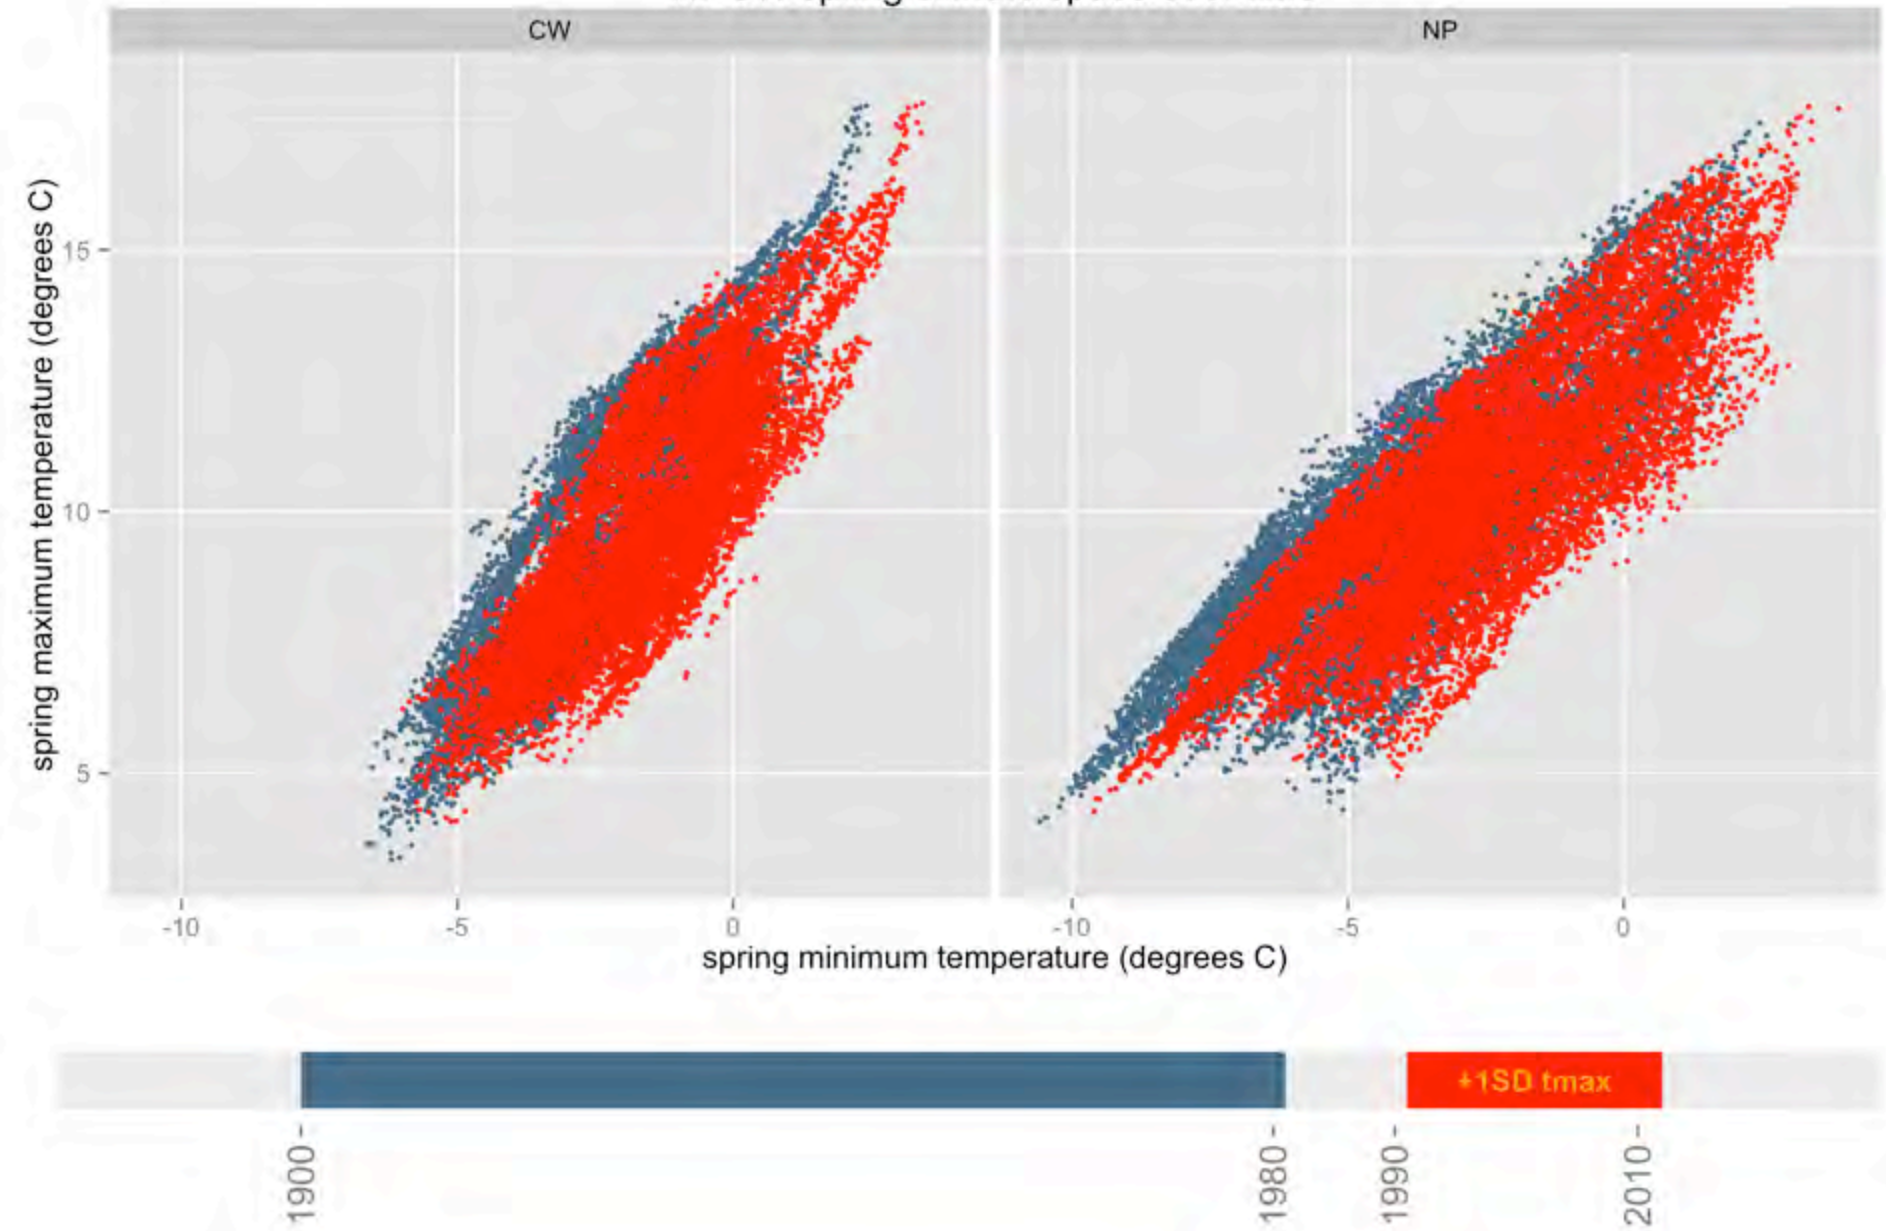 CW
NP
spring maximum temperature (degrees C)
15
10
5
-10
-5
0
-10
-5
0
spring minimum temperature (degrees C)
+1SD tmax
1900
1980
1990
2010